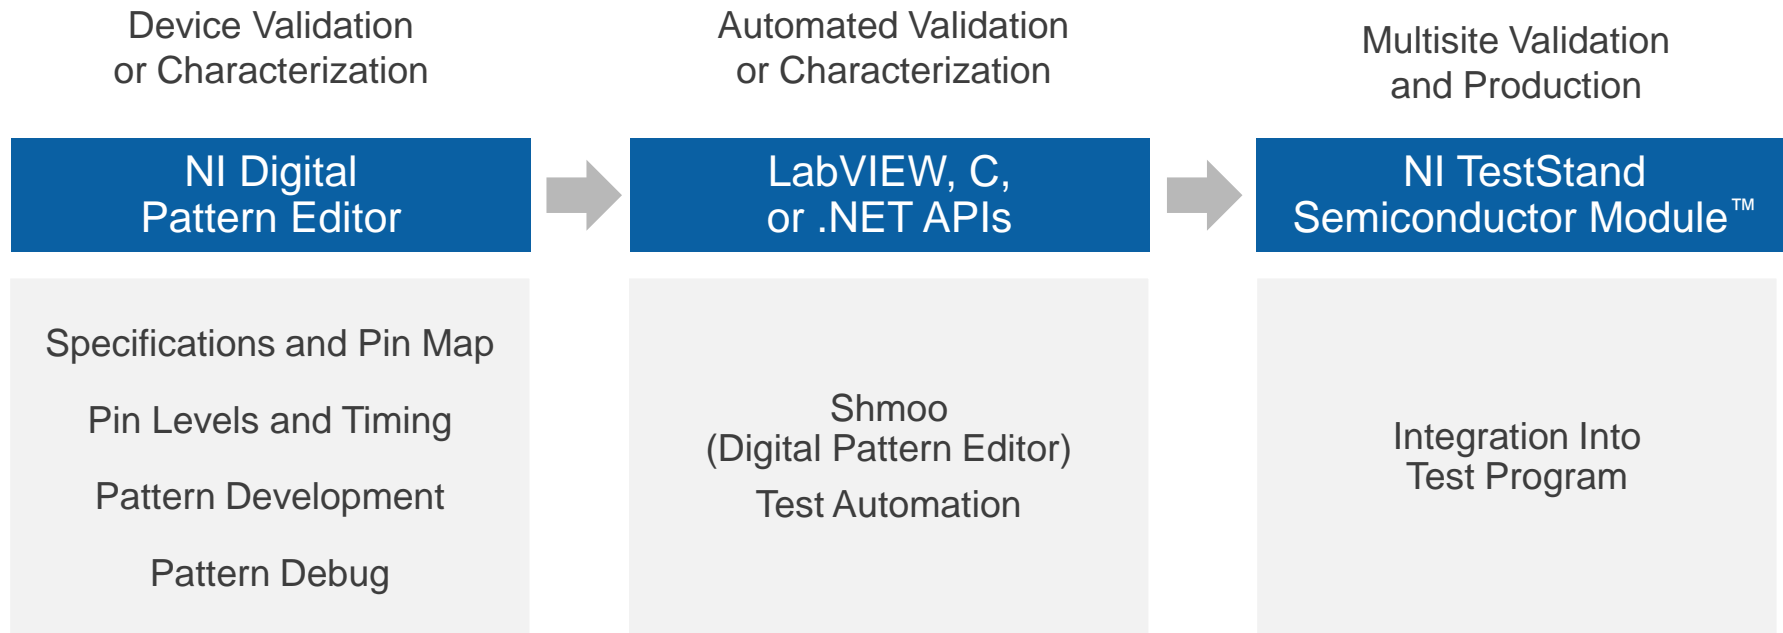 Device Validation
or Characterization
NI Digital
Pattern Editor
Specifications and Pin Map
Pin Levels and Timing
Pattern Development
Pattern Debug
Automated Validation
or Characterization
LabVIEW, C,
or .NET APIs
Shmoo
(Digital Pattern Editor)
Test Automation
Multisite Validation
and Production
NI TestStand
Semiconductor Module™
Integration Into
Test Program